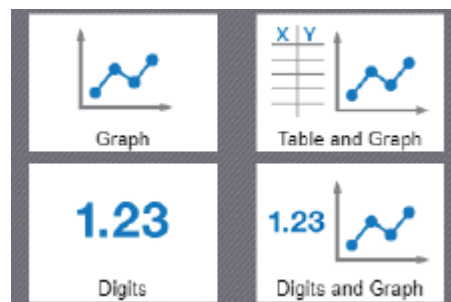 X Y
Graph
Table and Graph
1.23
1.23
Digits
Digits and Graph